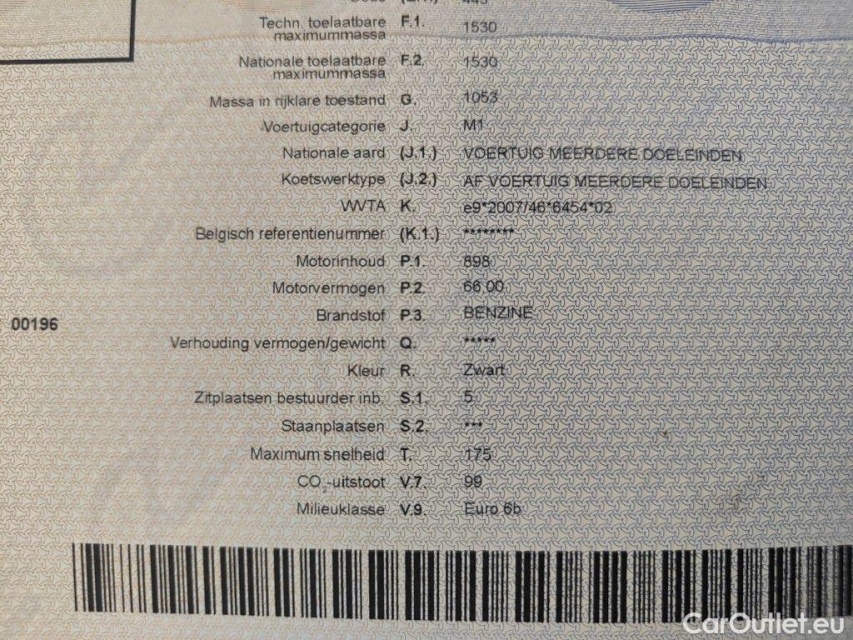 Techn. toelaatbare F.1. 1530
maximummassa
Nationale toelaatbare F.2. 1530
maximummassa
Massa in rijklare toestand G. 1053
Voertuigcategorie J. M1
Nationale aard (J.1.) VOERTUIG MEERDERE DOELEINDEN
Koetswerktype (J.2.) AF VOERTUIG MEERDERE DOELEINDEN
WVTA K. e9*2007/46*6454*02
Belgisch referentienummer (K.1.) ********
Motorinhoud P.1. 898
Motorvermogen P.2. 66,00
00196
Brandstof P.3. BENZINE
Verhouding vermogen/gewicht Q. *****
Kleur R. Zwart
Zitplaatsen bestuurder inb. S.1. 5
Staanplaatsen S.2. ***
Maximum snelheid T. 175
CO₂-uitstoot V.7. 99
Milieuklasse V.9. Euro 6b
CarOutlet.eu